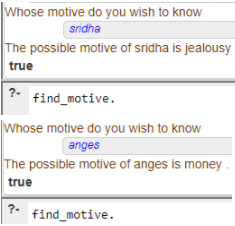 Whose motive do you wish to know
sridha
The possible motive of sridha is jealousy
true
?- find_motive.
Whose motive do you wish to know
anges
The possible motive of anges is money .
true
?- find_motive.